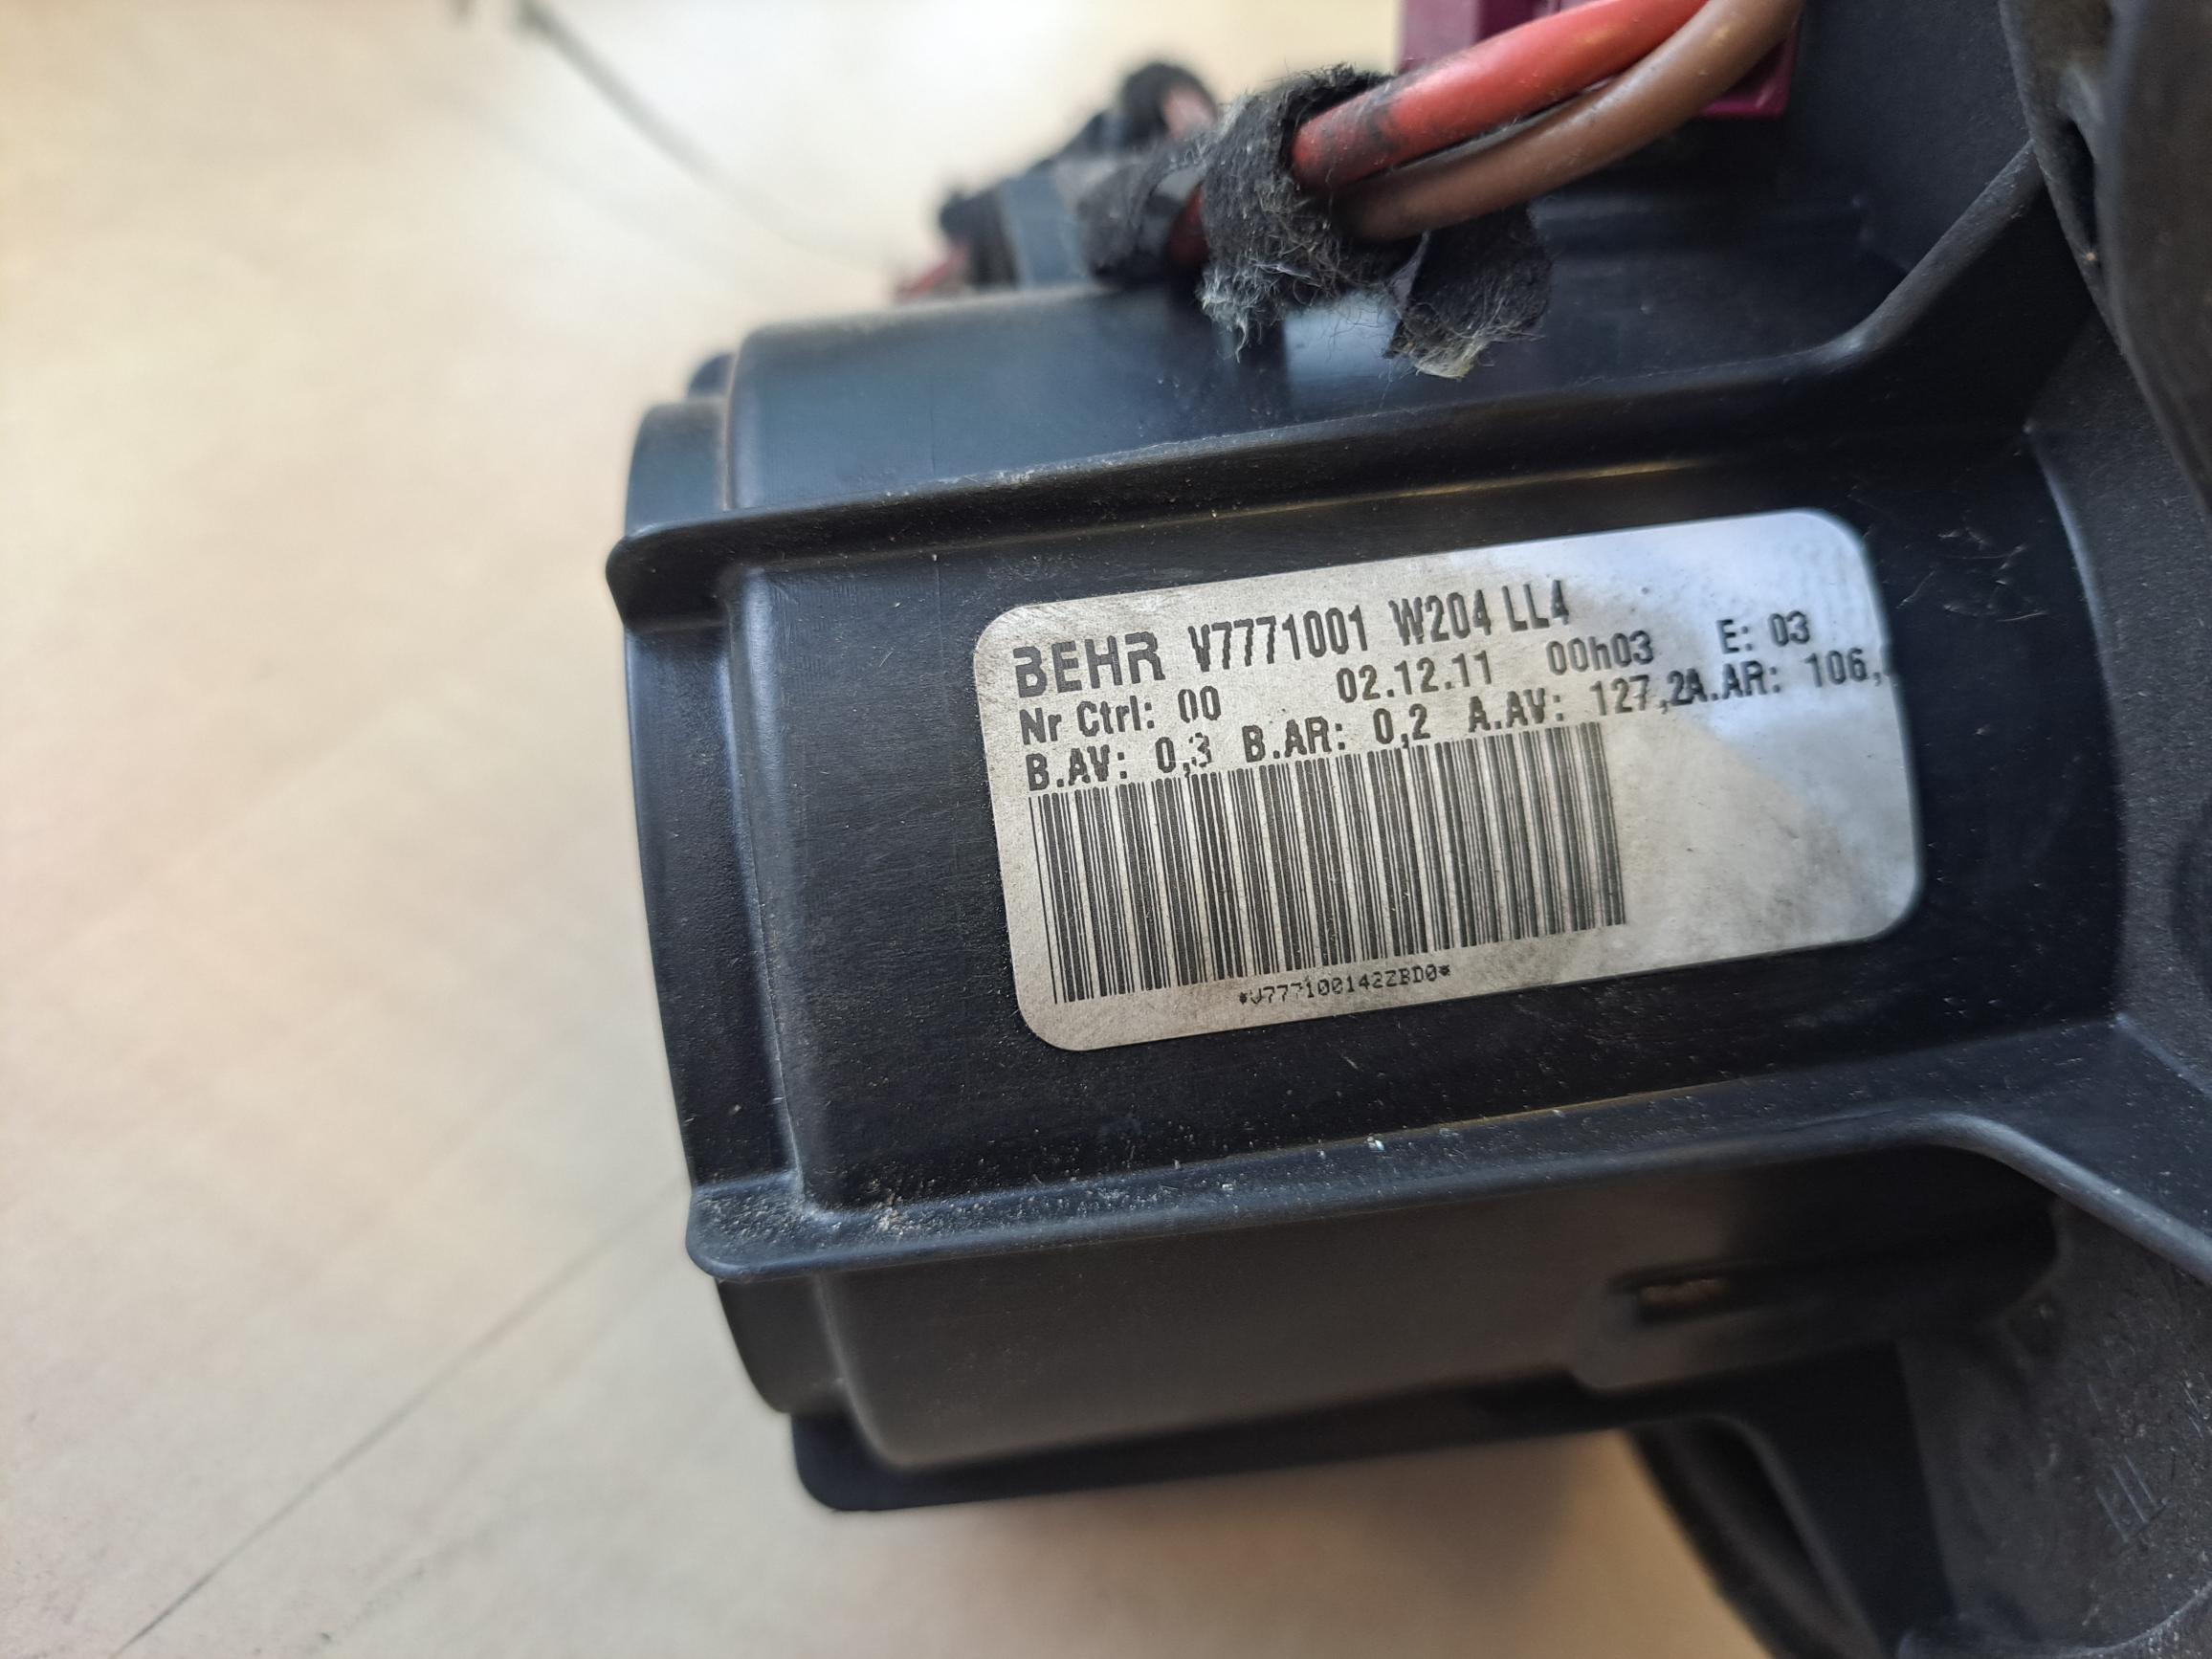 BEHR V7771001 W204 LL4
Nr Ctrl: 00 02.12.11 00h03 E: 03
B.AV: 0,3 B.AR: 0,2 A.AV: 127,2A.AR: 106,
*V7771001422BD0*